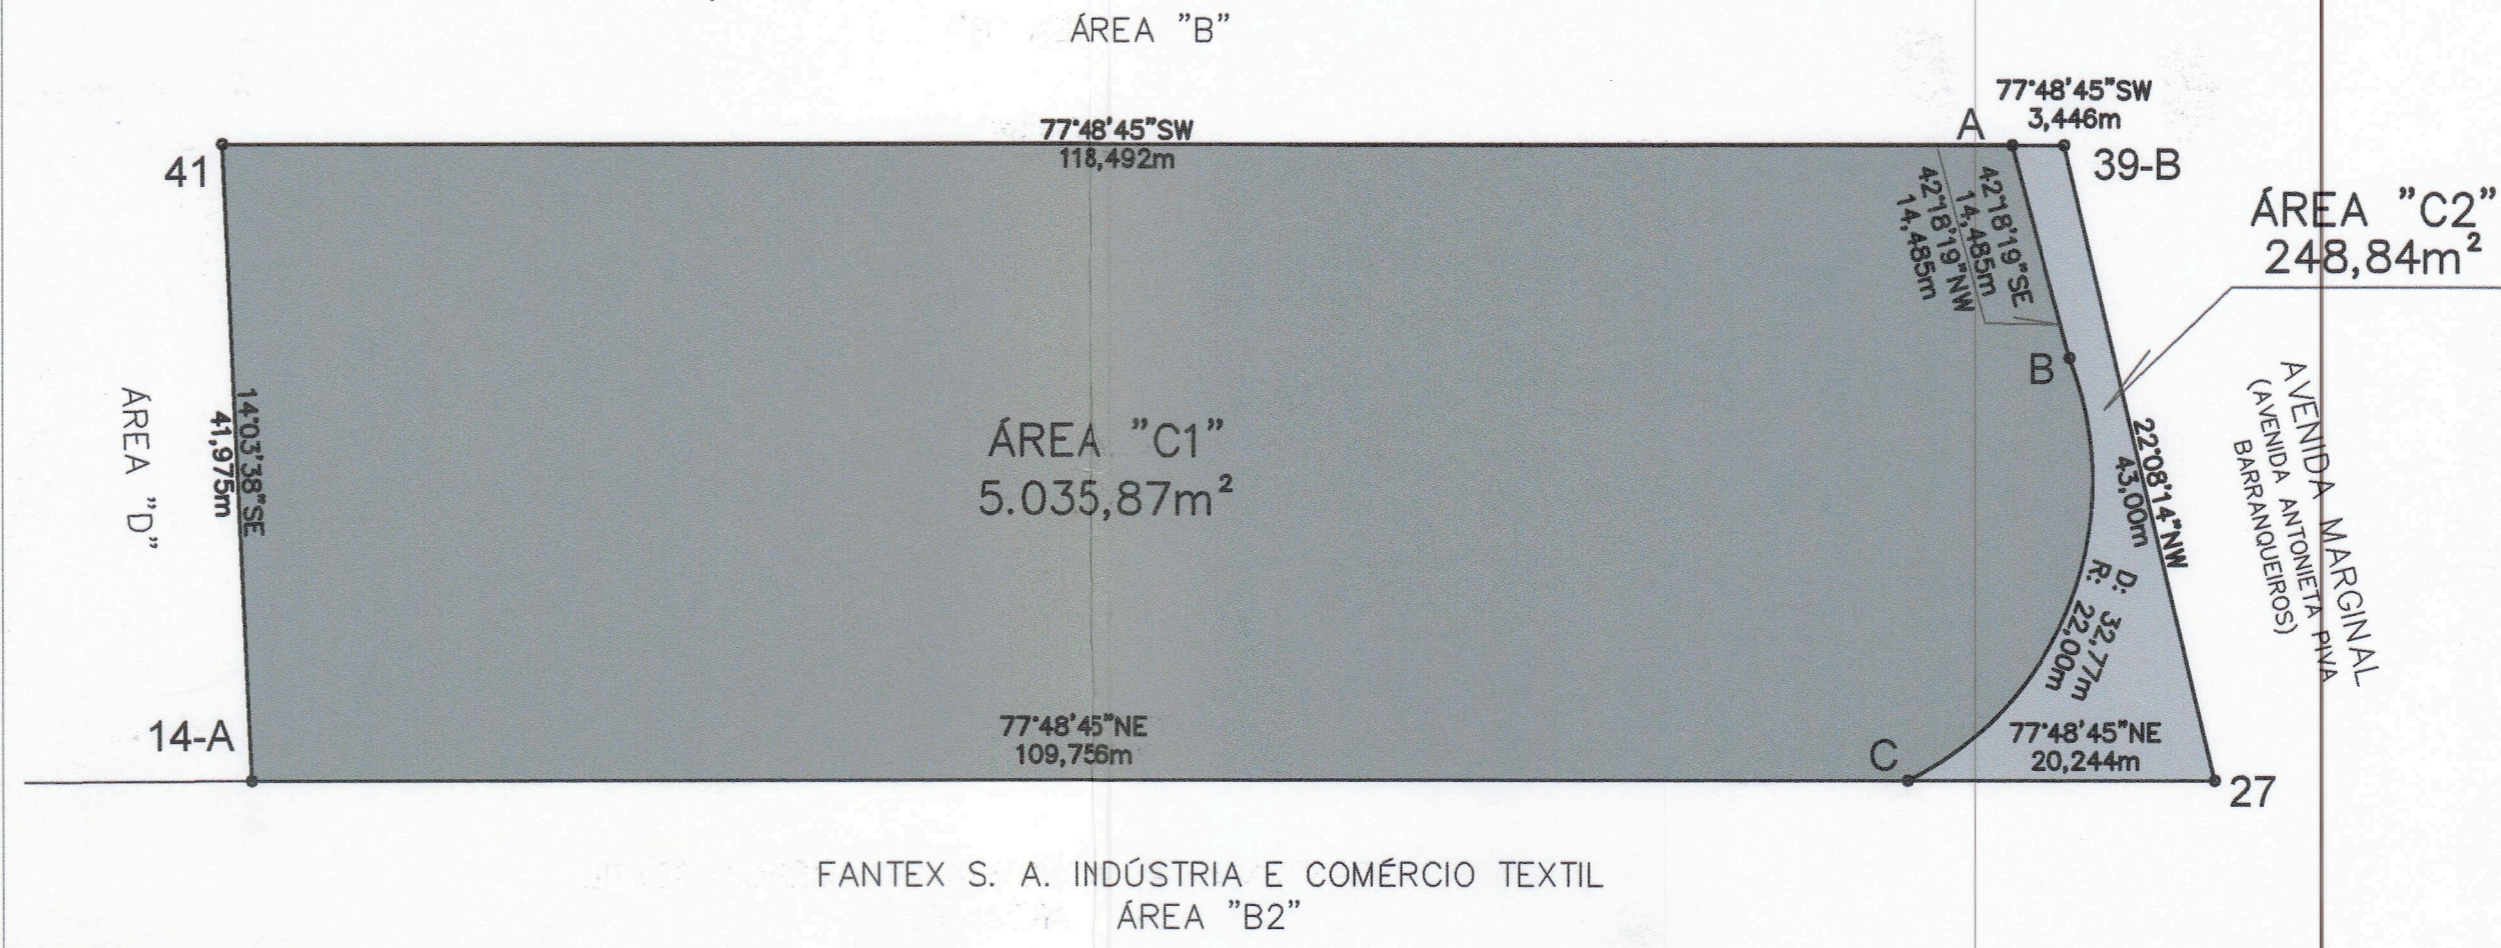 ÁREA "B"
77°48'45"SW
3,446m
A
77°48'45"SW
118,492m
41
39-B
42°18'19"SE
14,485m
42°18'19"NW
14,485m
ÁREA "C2"
248,84m²
B
ÁREA "D"
14°03'38"SE
41,975m
ÁREA "C1"
5.035,87m²
22°08'14"NW
43,00m
AVENIDA MARGINAL
(AVENIDA ANTONIETA PIVA
BARRANQUEIROS)
D: 32,77m
R: 22,00m
14-A
77°48'45"NE
109,756m
C
77°48'45"NE
20,244m
27
FANTEX S. A. INDÚSTRIA E COMÉRCIO TEXTIL
ÁREA "B2"